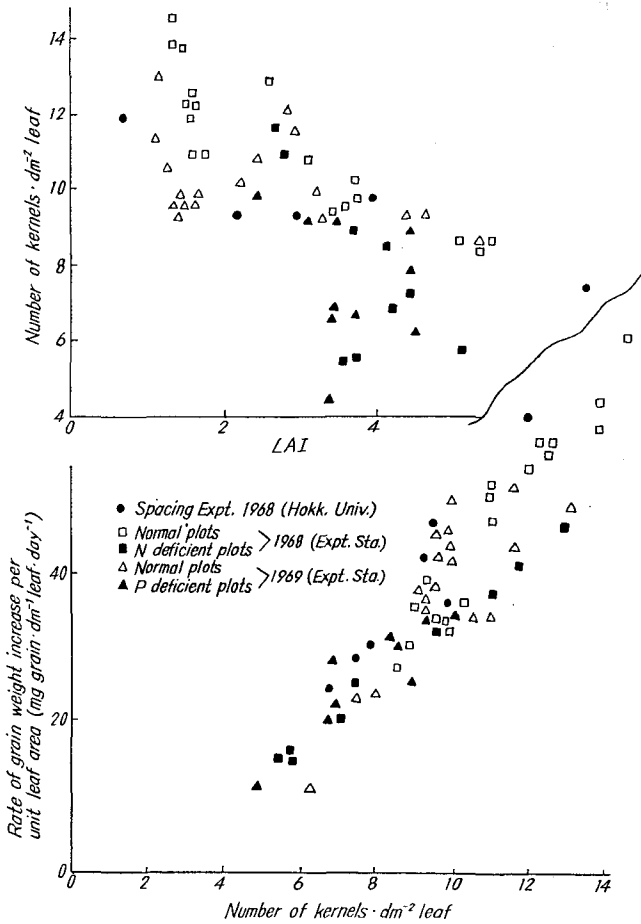 14
12
10
8
6
4
Number of kernels·dm⁻² leaf
0
2
4
LAI
● Spacing Expt. 1968 (Hokk. Univ.)
□ Normal plots
■ N deficient plots >1968 (Expt. Sta.)
△ Normal plots
▲ P deficient plots >1969 (Expt. Sta.)
40
20
0
Rate of grain weight increase per
unit leaf area (mg grain·dm⁻¹leaf·day⁻¹)
0
2
4
6
8
10
12
14
Number of kernels·dm⁻² leaf